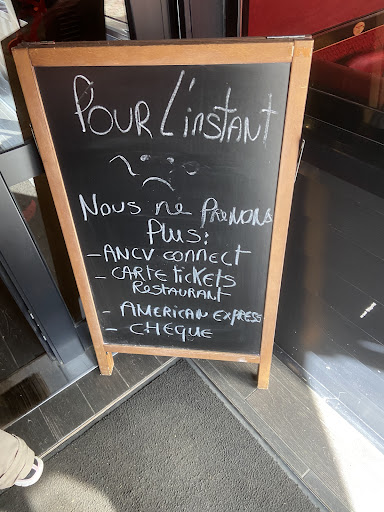 Pour L'instant
Nous ne Prenons
Plus:
- ANCV connect
- CARTE tickets
Restaurant
- AMERICAN EXPRESS
- CHEQUE